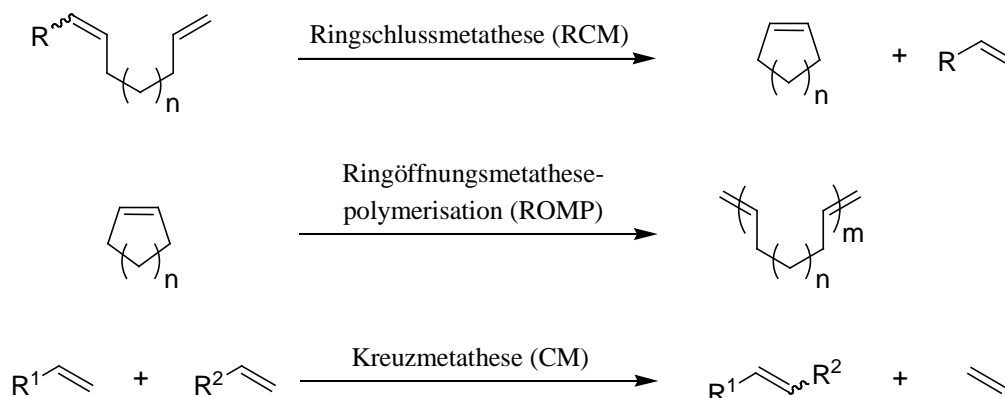 R Ringschlussmetathese (RCM) + R
( )n ( )n
Ringöffnungsmetathese-
polymerisation (ROMP)
( )n ( ( )n )m
R1 + R2 Kreuzmetathese (CM) R1 R2 +